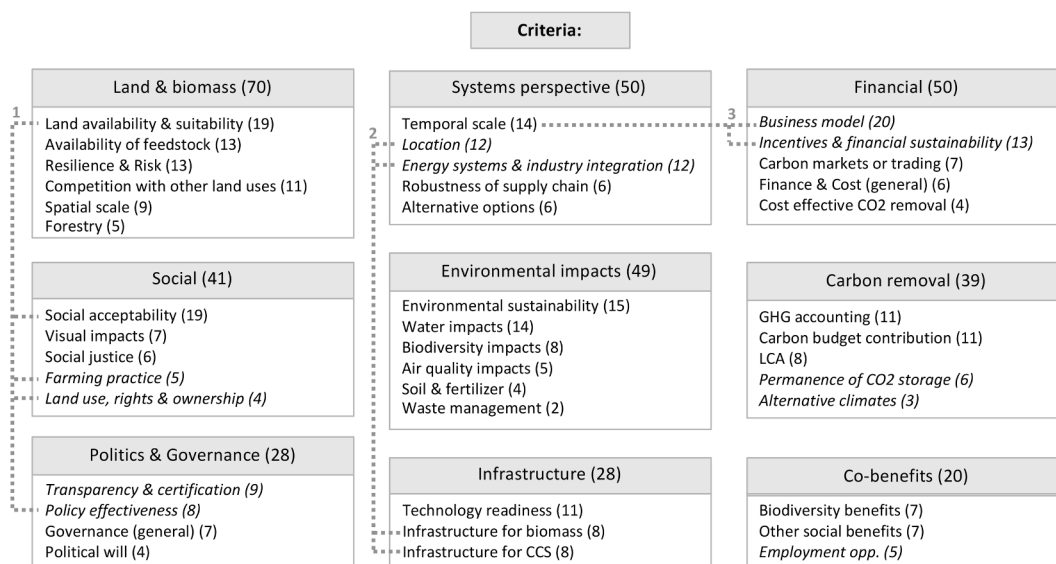 Criteria:
Land & biomass (70)
1
Land availability & suitability (19)
Availability of feedstock (13)
Resilience & Risk (13)
Competition with other land uses (11)
Spatial scale (9)
Forestry (5)
Social (41)
Social acceptability (19)
Visual impacts (7)
Social justice (6)
Farming practice (5)
Land use, rights & ownership (4)
Politics & Governance (28)
Transparency & certification (9)
Policy effectiveness (8)
Governance (general) (7)
Political will (4)
Systems perspective (50)
2
Temporal scale (14)
Location (12)
Energy systems & industry integration (12)
Robustness of supply chain (6)
Alternative options (6)
Environmental impacts (49)
Environmental sustainability (15)
Water impacts (14)
Biodiversity impacts (8)
Air quality impacts (5)
Soil & fertilizer (4)
Waste management (2)
Infrastructure (28)
Technology readiness (11)
Infrastructure for biomass (8)
Infrastructure for CCS (8)
Financial (50)
3
Business model (20)
Incentives & financial sustainability (13)
Carbon markets or trading (7)
Finance & Cost (general) (6)
Cost effective CO2 removal (4)
Carbon removal (39)
GHG accounting (11)
Carbon budget contribution (11)
LCA (8)
Permanence of CO2 storage (6)
Alternative climates (3)
Co-benefits (20)
Biodiversity benefits (7)
Other social benefits (7)
Employment opp. (5)